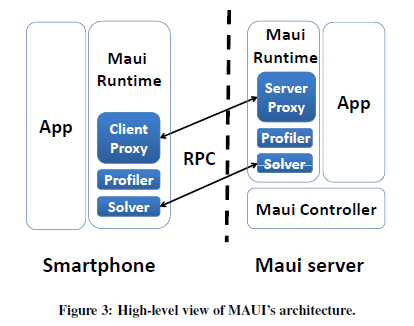 App
Maui
Runtime
Client
Proxy
Profiler
Solver
RPC
Maui
Runtime
Server
Proxy
Profiler
Solver
App
Maui Controller
Smartphone
Maui server
Figure 3: High-level view of MAUI's architecture.